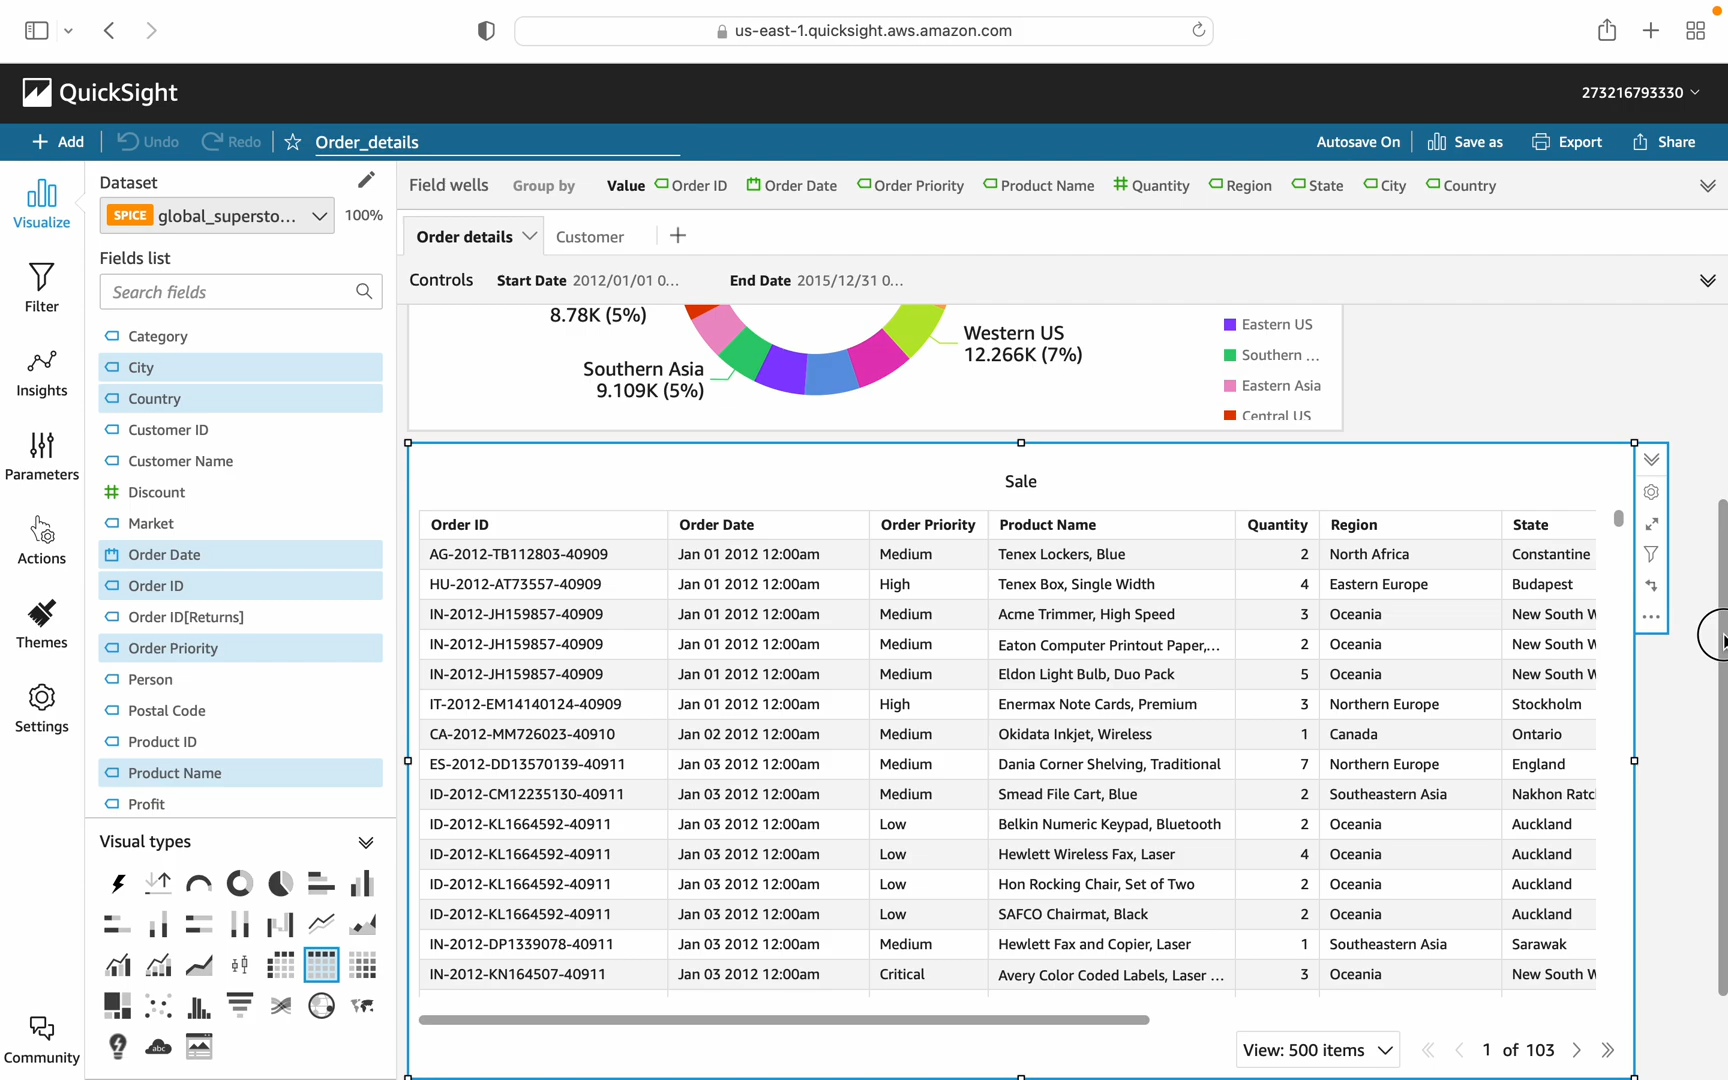 us-east-1.quicksight.aws.amazon.com
QuickSight
273216793330
Add
Undo
Redo
Order_details
Autosave On
Save as
Export
Share
Visualize
Filter
Insights
Parameters
Actions
Themes
Settings
Community
Dataset
SPICE global_supersto...
100%
Fields list
Search fields
Category
City
Country
Customer ID
Customer Name
Discount
Market
Order Date
Order ID
Order ID[Returns]
Order Priority
Person
Postal Code
Product ID
Product Name
Profit
Visual types
abc
Field wells Group by Value Order ID Order Date Order Priority Product Name Quantity Region State City Country
Order details Customer
Controls Start Date 2012/01/01 0... End Date 2015/12/31 0...
8.78K (5%)
Southern Asia
9.109K (5%)
Western US
12.266K (7%)
Eastern US
Southern ...
Eastern Asia
Central US
Sale
Order ID Order Date Order Priority Product Name Quantity Region State
AG-2012-TB112803-40909 Jan 01 2012 12:00am Medium Tenex Lockers, Blue 2 North Africa Constantine
HU-2012-AT73557-40909 Jan 01 2012 12:00am High Tenex Box, Single Width 4 Eastern Europe Budapest
IN-2012-JH159857-40909 Jan 01 2012 12:00am Medium Acme Trimmer, High Speed 3 Oceania New South W
IN-2012-JH159857-40909 Jan 01 2012 12:00am Medium Eaton Computer Printout Paper,... 2 Oceania New South W
IN-2012-JH159857-40909 Jan 01 2012 12:00am Medium Eldon Light Bulb, Duo Pack 5 Oceania New South W
IT-2012-EM14140124-40909 Jan 01 2012 12:00am High Enermax Note Cards, Premium 3 Northern Europe Stockholm
CA-2012-MM726023-40910 Jan 02 2012 12:00am Medium Okidata Inkjet, Wireless 1 Canada Ontario
ES-2012-DD13570139-40911 Jan 03 2012 12:00am Medium Dania Corner Shelving, Traditional 7 Northern Europe England
ID-2012-CM12235130-40911 Jan 03 2012 12:00am Medium Smead File Cart, Blue 2 Southeastern Asia Nakhon Ratc
ID-2012-KL1664592-40911 Jan 03 2012 12:00am Low Belkin Numeric Keypad, Bluetooth 2 Oceania Auckland
ID-2012-KL1664592-40911 Jan 03 2012 12:00am Low Hewlett Wireless Fax, Laser 4 Oceania Auckland
ID-2012-KL1664592-40911 Jan 03 2012 12:00am Low Hon Rocking Chair, Set of Two 2 Oceania Auckland
ID-2012-KL1664592-40911 Jan 03 2012 12:00am Low SAFCO Chairmat, Black 2 Oceania Auckland
IN-2012-DP1339078-40911 Jan 03 2012 12:00am Medium Hewlett Fax and Copier, Laser 1 Southeastern Asia Sarawak
IN-2012-KN164507-40911 Jan 03 2012 12:00am Critical Avery Color Coded Labels, Laser ... 3 Oceania New South W
View: 500 items 1 of 103